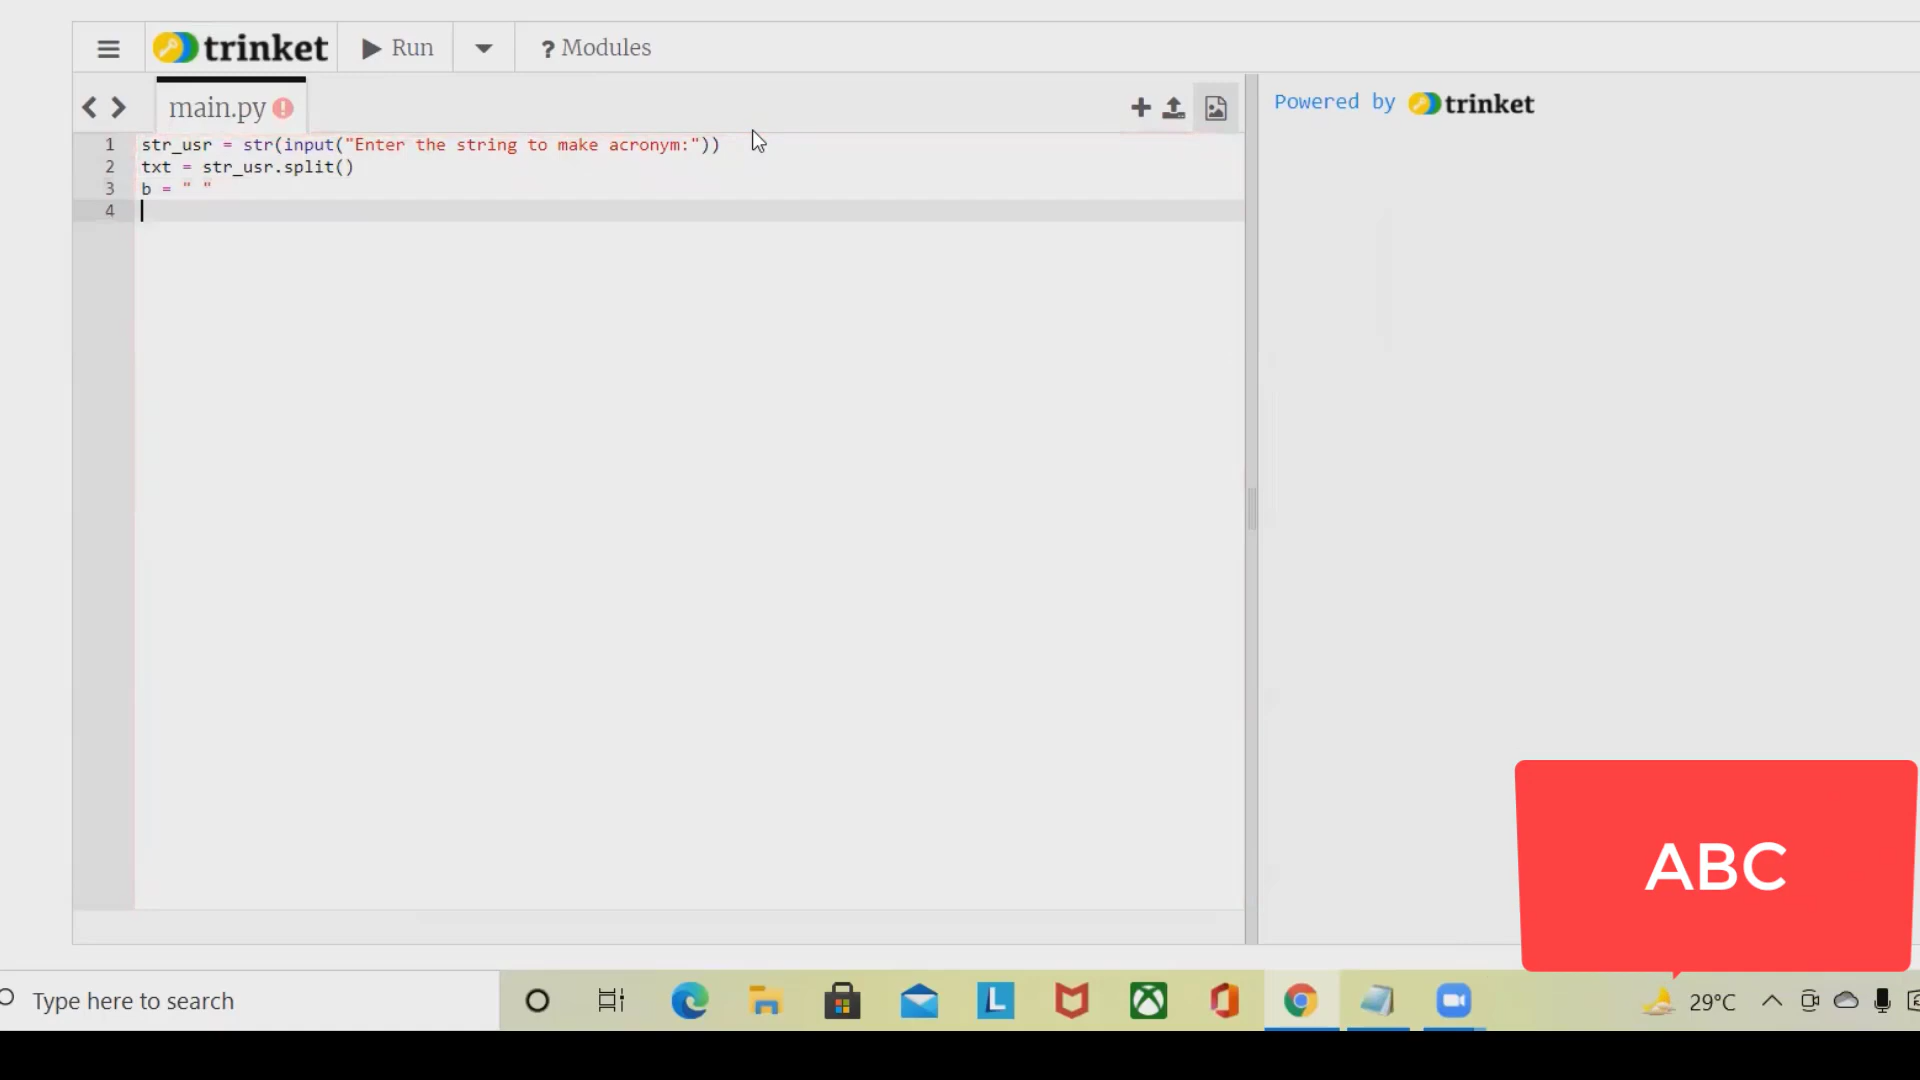 trinket Run ? Modules
main.py
Powered by trinket
1 str_usr = str(input("Enter the string to make acronym:"))
2 txt = str_usr.split()
3 b = " "
4
ABC
Type here to search
29°C